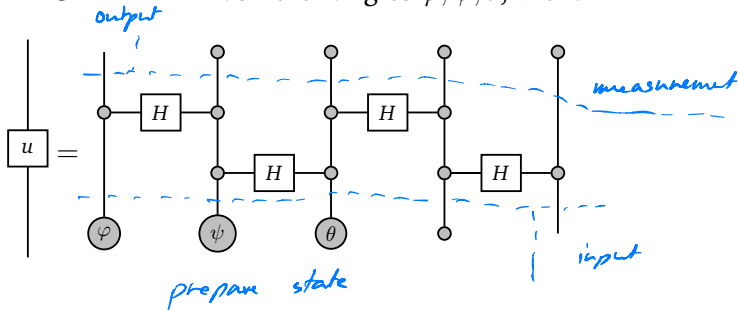 output
measurement
H H
u =
H H
φ ψ θ
input
prepare state